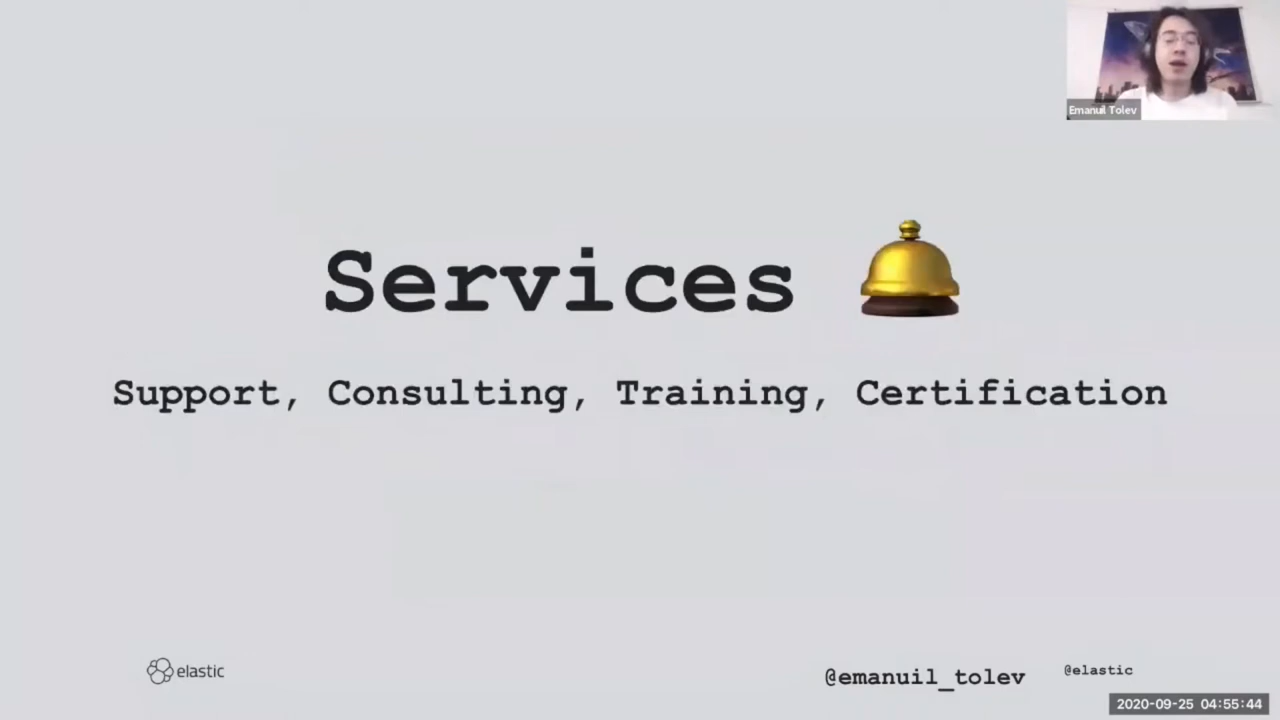 Emanuil Tolev
Services
Support, Consulting, Training, Certification
elastic
@emanuil_tolev
@elastic
2020-09-25 04:55:44